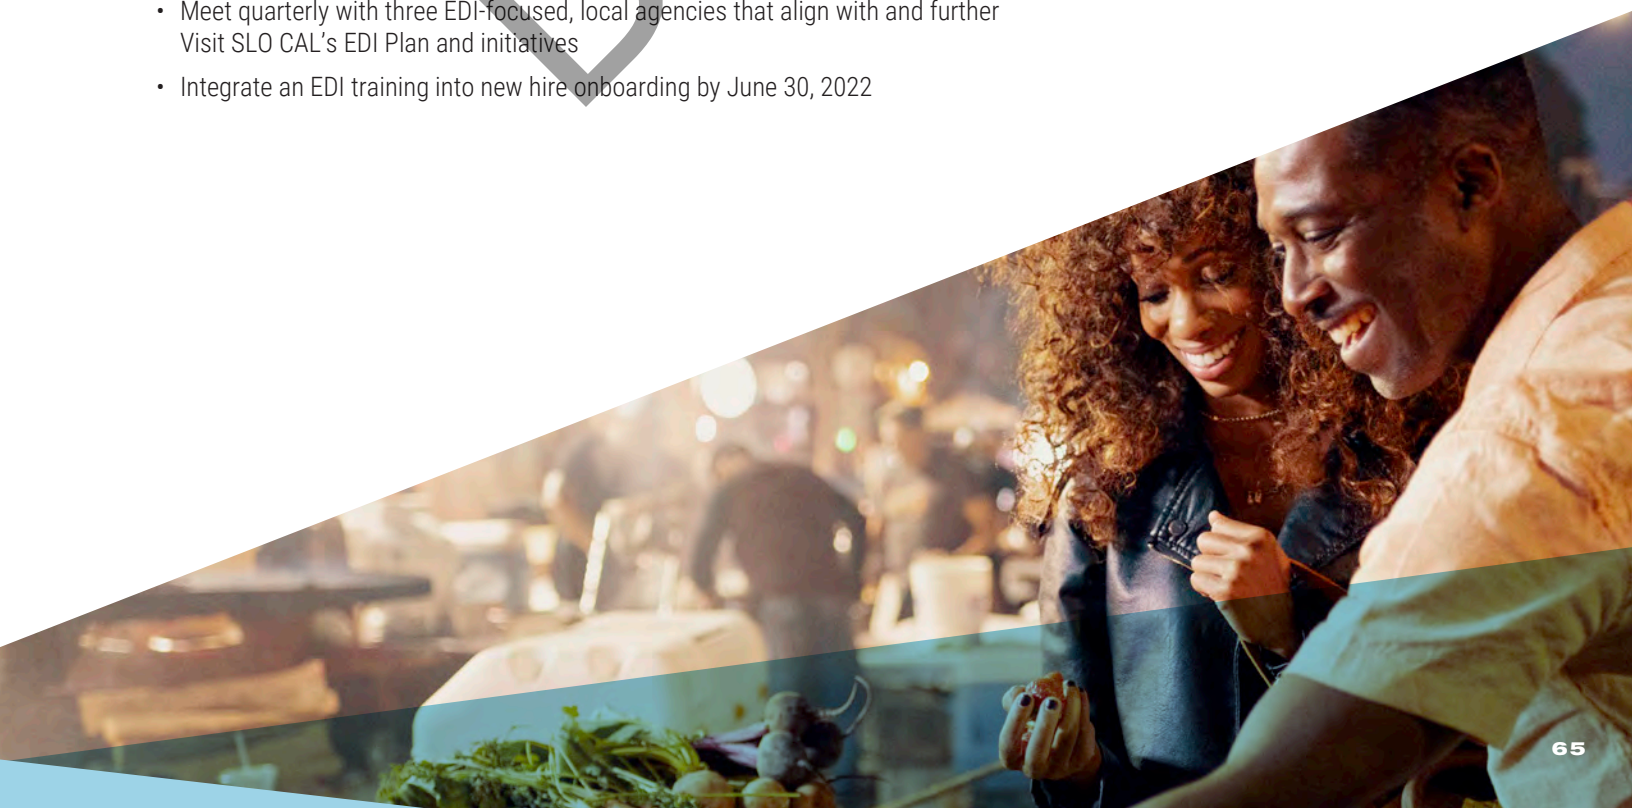 • Meet quarterly with three EDI-focused, local agencies that align with and further
Visit SLO CAL’s EDI Plan and initiatives
• Integrate an EDI training into new hire onboarding by June 30, 2022
65